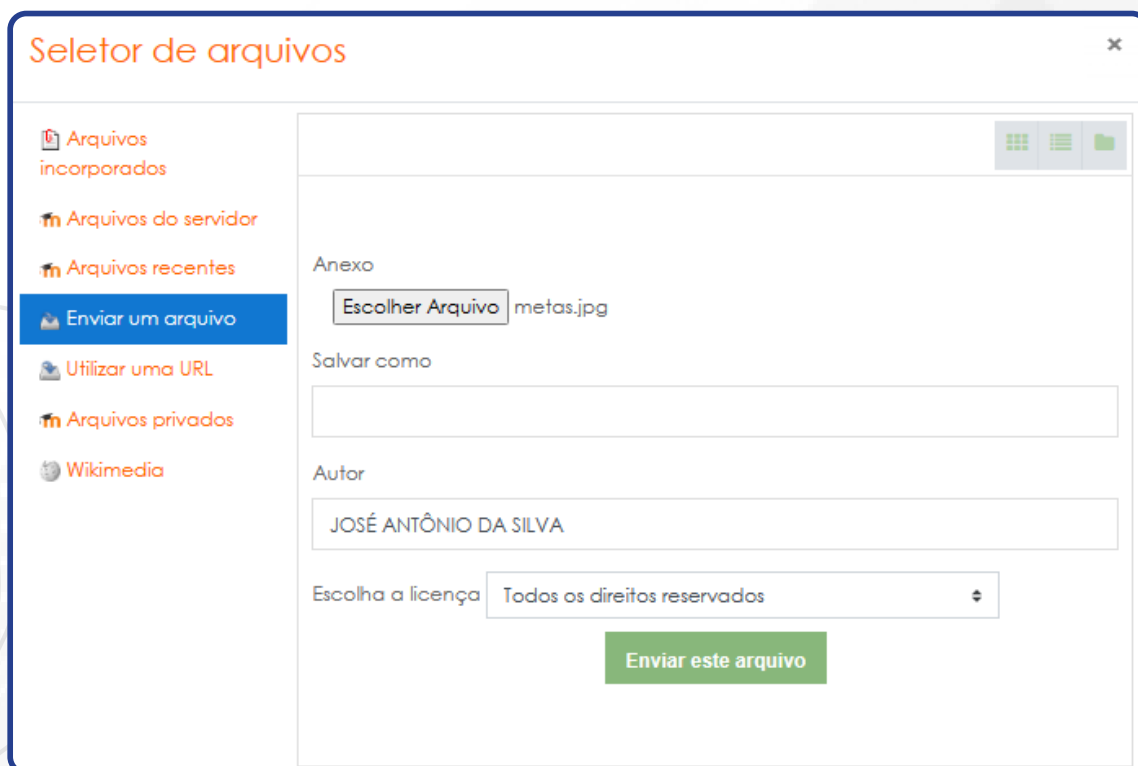 Seletor de arquivos
×
Arquivos
incorporados
Arquivos do servidor
Arquivos recentes
Enviar um arquivo
Utilizar uma URL
Arquivos privados
Wikimedia
Anexo
Escolher Arquivo metas.jpg
Salvar como
Autor
JOSÉ ANTÔNIO DA SILVA
Escolha a licença Todos os direitos reservados
Enviar este arquivo